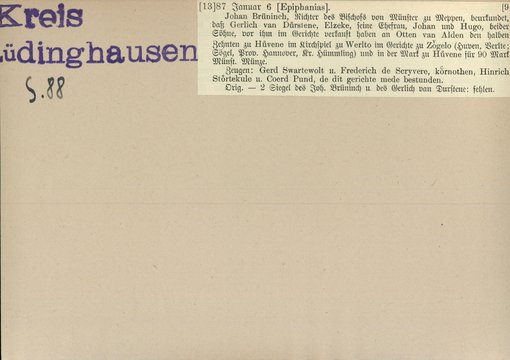 Kreis
Lüdinghausen
S. 88
[13]87 Januar 6 [Epiphanias]. [9
Johan Brüninch, Richter des Bischofs von Münster zu Meppen, beurkundet,
daß Gerlich van Dürstene, Elzeke, seine Ehefrau, Johan und Hugo, beider
Söhne, vor ihm im Gerichte verkauft haben an Otten van Alden den halben
Zehnten zu Hüvene im Kirchspiel zu Werlto im Gerichte zu Zögelo (Huven, Verlte;
Sögel, Prov. Hannover, Kr. Hümmling) und in der Mark zu Hüvene für 90 Mark
Münst. Münze.
Zeugen: Gerd Swartewolt u. Frederich de Scryvere, körnothen, Hinrich
Störtekule u. Coerd Pund, de dit gerichte mede bestunden.
Orig. — 2 Siegel des Joh. Brüninch u. des Gerlich van Durstene: fehlen.